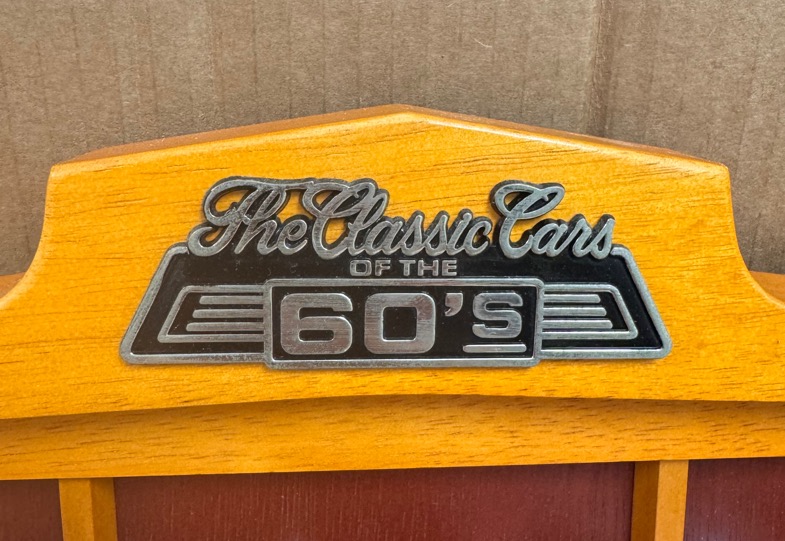 The Classic Cars
OF THE
60's